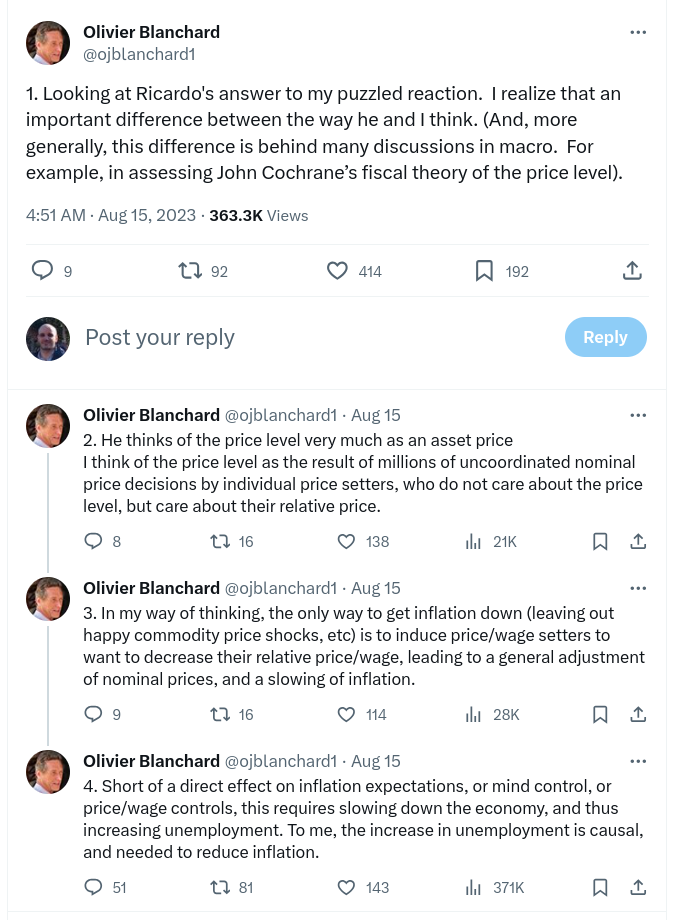 Olivier Blanchard
@ojblanchard1
1. Looking at Ricardo's answer to my puzzled reaction.  I realize that an
important difference between the way he and I think. (And, more
generally, this difference is behind many discussions in macro.  For
example, in assessing John Cochrane’s fiscal theory of the price level).
4:51 AM · Aug 15, 2023 · 363.3K Views
9 92 414 192
Post your reply Reply
Olivier Blanchard @ojblanchard1 · Aug 15
2. He thinks of the price level very much as an asset price
I think of the price level as the result of millions of uncoordinated nominal
price decisions by individual price setters, who do not care about the price
level, but care about their relative price.
8 16 138 21K
Olivier Blanchard @ojblanchard1 · Aug 15
3. In my way of thinking, the only way to get inflation down (leaving out
happy commodity price shocks, etc) is to induce price/wage setters to
want to decrease their relative price/wage, leading to a general adjustment
of nominal prices, and a slowing of inflation.
9 16 114 28K
Olivier Blanchard @ojblanchard1 · Aug 15
4. Short of a direct effect on inflation expectations, or mind control, or
price/wage controls, this requires slowing down the economy, and thus
increasing unemployment. To me, the increase in unemployment is causal,
and needed to reduce inflation.
51 81 143 371K